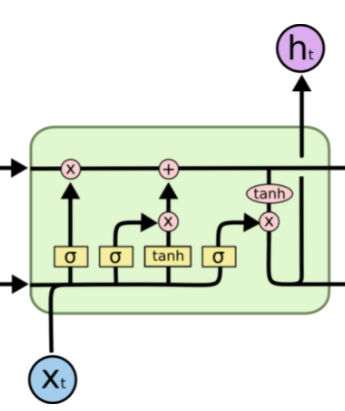 ht
x +
tanh
x x
σ σ tanh σ
Xt